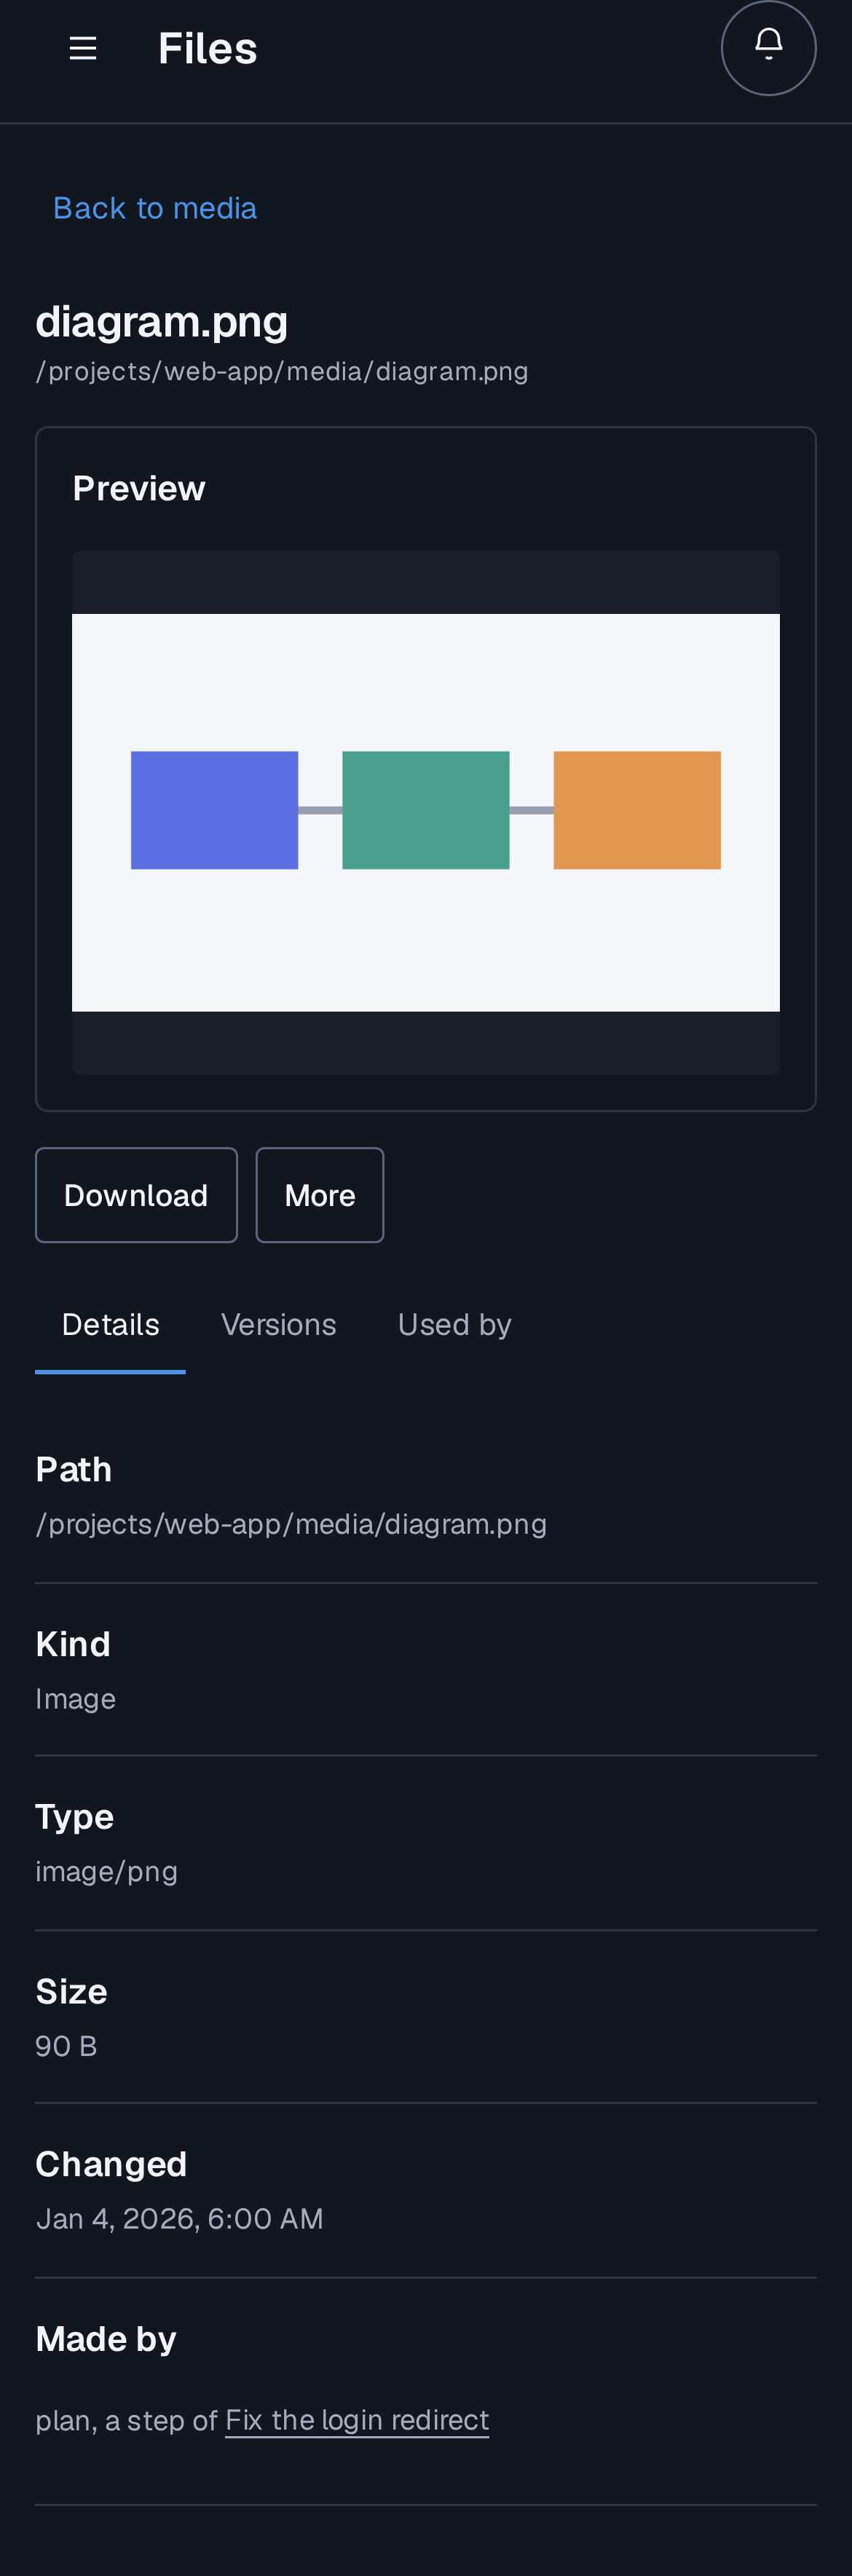 Files
Back to media
diagram.png
/projects/web-app/media/diagram.png
Preview
Download
More
Details
Versions
Used by
Path
/projects/web-app/media/diagram.png
Kind
Image
Type
image/png
Size
90 B
Changed
Jan 4, 2026, 6:00 AM
Made by
plan, a step of Fix the login redirect